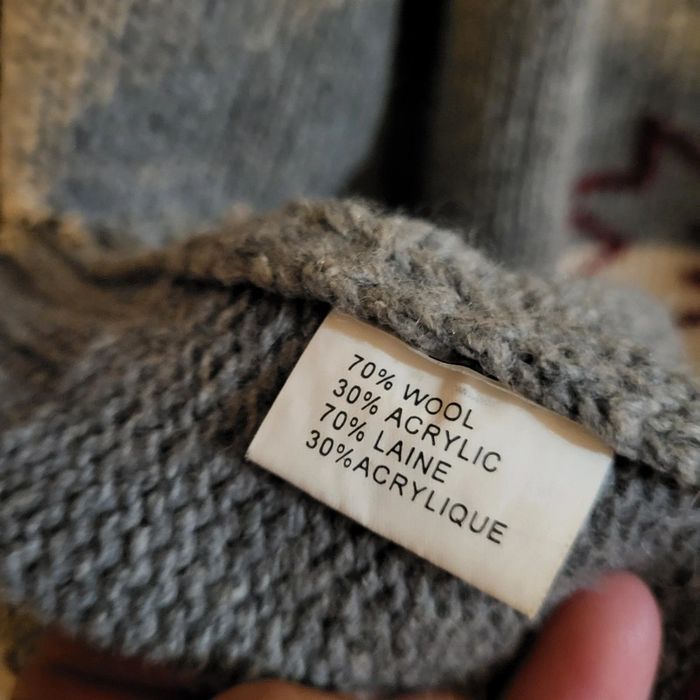 70% WOOL
30% ACRYLIC
70% LAINE
30%ACRYLIQUE